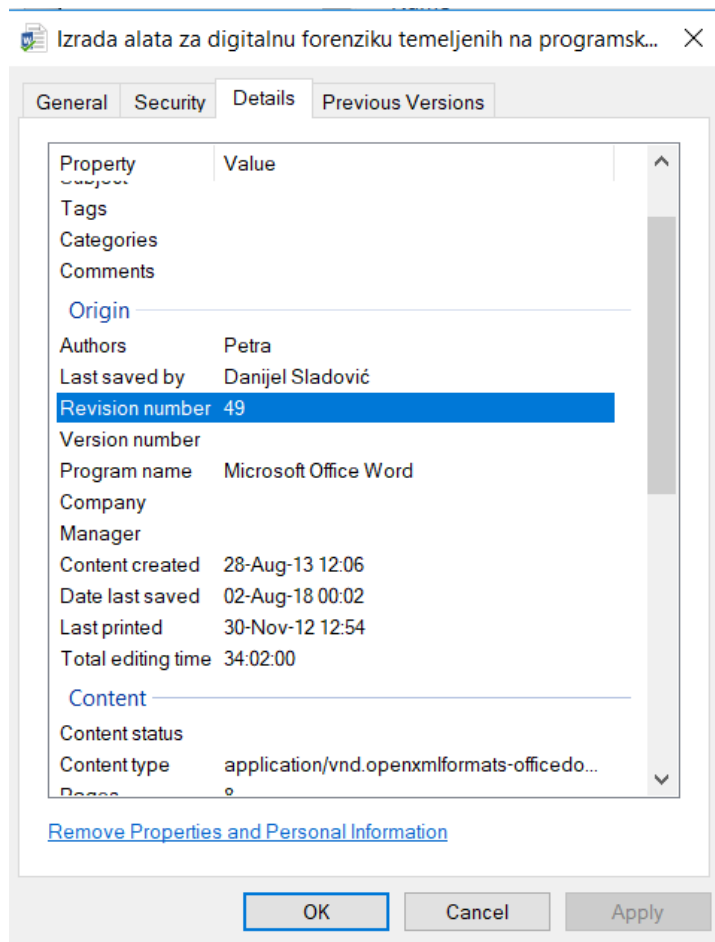 Izrada alata za digitalnu forenziku temeljenih na programsk...
General Security Details Previous Versions
Property Value
Subject
Tags
Categories
Comments
Origin
Authors Petra
Last saved by Danijel Sladović
Revision number 49
Version number
Program name Microsoft Office Word
Company
Manager
Content created 28-Aug-13 12:06
Date last saved 02-Aug-18 00:02
Last printed 30-Nov-12 12:54
Total editing time 34:02:00
Content
Content status
Content type application/vnd.openxmlformats-officedo...
Pages
Remove Properties and Personal Information
OK Cancel Apply